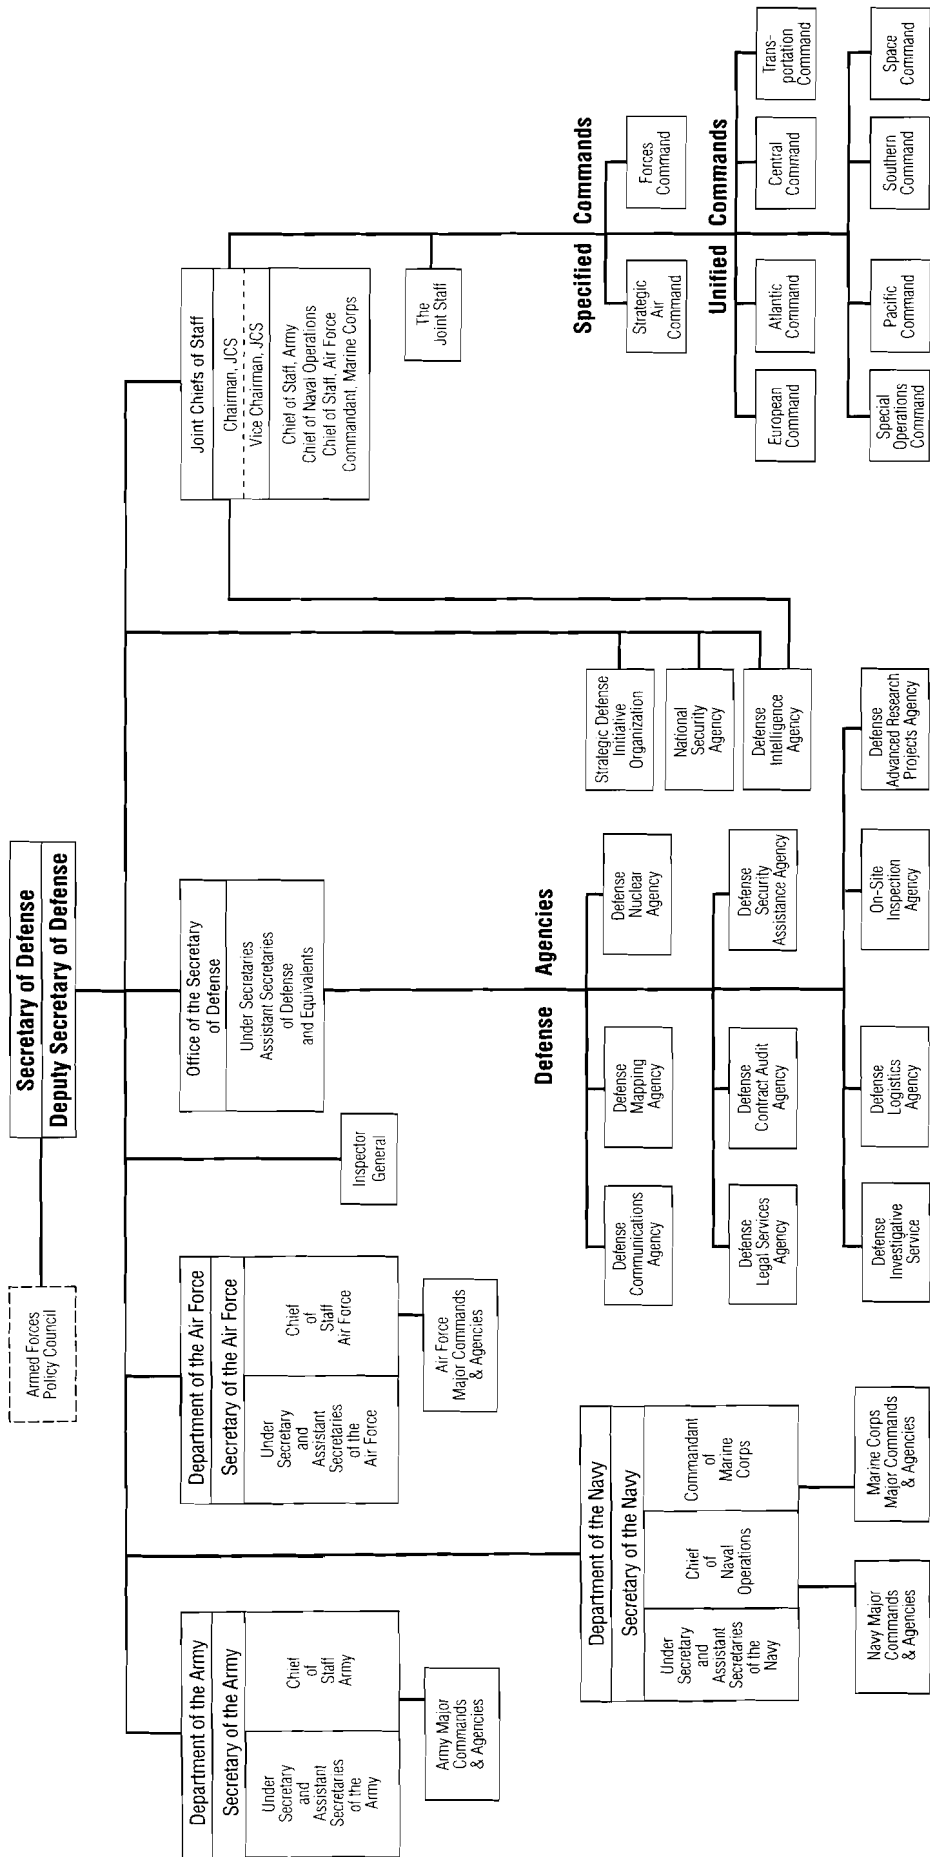 Armed Forces
Policy Council
Secretary of Defense
Deputy Secretary of Defense
Department of the Army
Secretary of the Army
Under
Secretary
and
Assistant
Secretaries
of the
Army
Chief
of
Staff
Army
Army Major
Commands
& Agencies
Department of the Navy
Secretary of the Navy
Under
Secretary
and
Assistant
Secretaries
of the
Navy
Chief
of
Naval
Operations
Commandant
of
Marine
Corps
Navy Major
Commands
& Agencies
Marine Corps
Major Commands
& Agencies
Department of the Air Force
Secretary of the Air Force
Under
Secretary
and
Assistant
Secretaries
of the
Air Force
Chief
of
Staff
Air Force
Air Force
Major Commands
& Agencies
Inspector
General
Office of the Secretary
of Defense
Under Secretaries
Assistant Secretaries
of Defense
and Equivalents
Defense Agencies
Defense
Communications
Agency
Defense
Mapping
Agency
Defense
Nuclear
Agency
Defense
Legal Services
Agency
Defense
Contract Audit
Agency
Defense
Security
Assistance Agency
Defense
Investigative
Service
Defense
Logistics
Agency
On-Site
Inspection
Agency
Defense
Advanced Research
Projects Agency
Strategic Defense
Initiative
Organization
National
Security
Agency
Defense
Intelligence
Agency
Joint Chiefs of Staff
Chairman, JCS
Vice Chairman, JCS
Chief of Staff, Army
Chief of Naval Operations
Chief of Staff, Air Force
Commandant, Marine Corps
The
Joint Staff
Specified Commands
Strategic
Air
Command
Forces
Command
Unified Commands
European
Command
Atlantic
Command
Central
Command
Trans-
portation
Command
Special
Operations
Command
Pacific
Command
Southern
Command
Space
Command